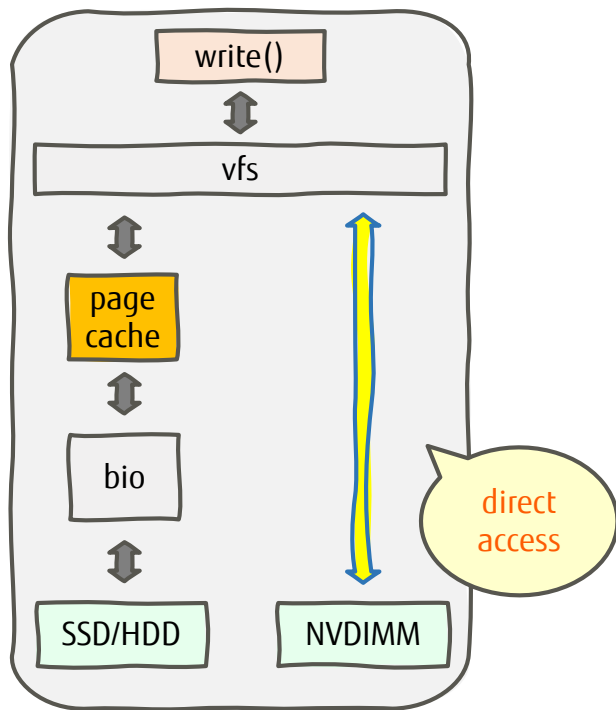 write()
vfs
page
cache
bio
direct
access
SSD/HDD
NVDIMM